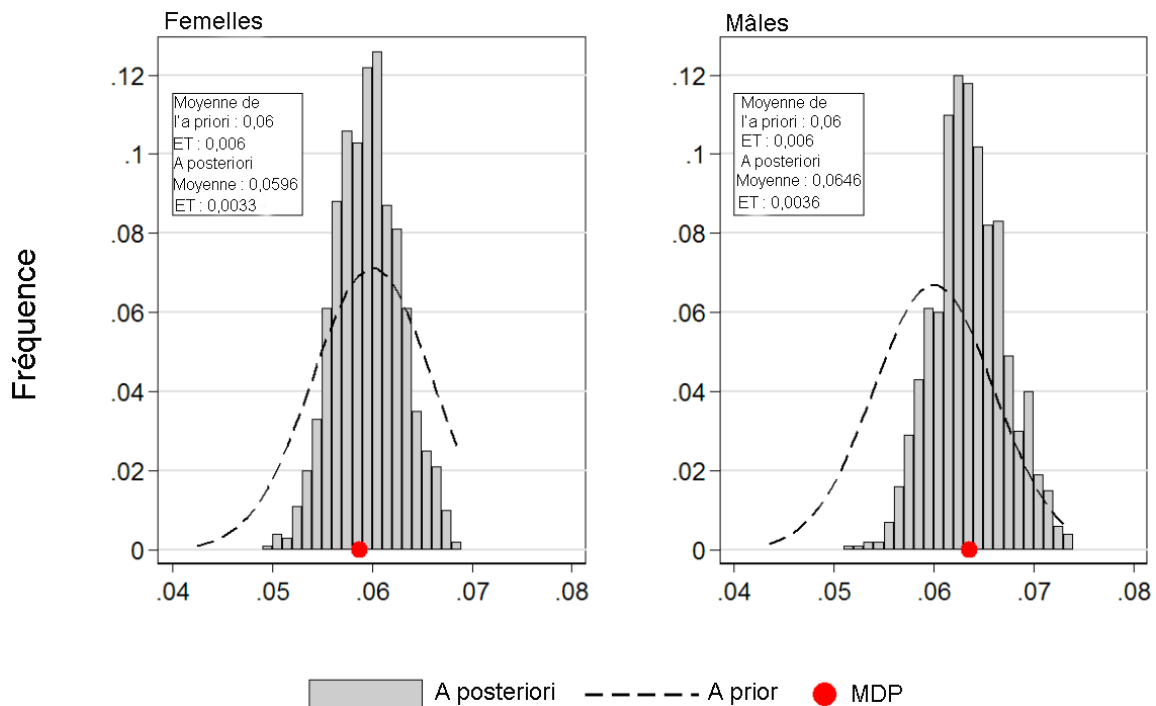 Femelles
Mâles
Fréquence
.12
.1
.08
.06
.04
.02
0
Moyenne de
l'a priori : 0,06
ET : 0,006
A posteriori
Moyenne : 0,0596
ET : 0,0033
.04 .05 .06 .07 .08
.12
.1
.08
.06
.04
.02
0
Moyenne de
l'a priori : 0,06
ET : 0,006
A posteriori
Moyenne : 0,0646
ET : 0,0036
.04 .05 .06 .07 .08
A posteriori A prior MDP